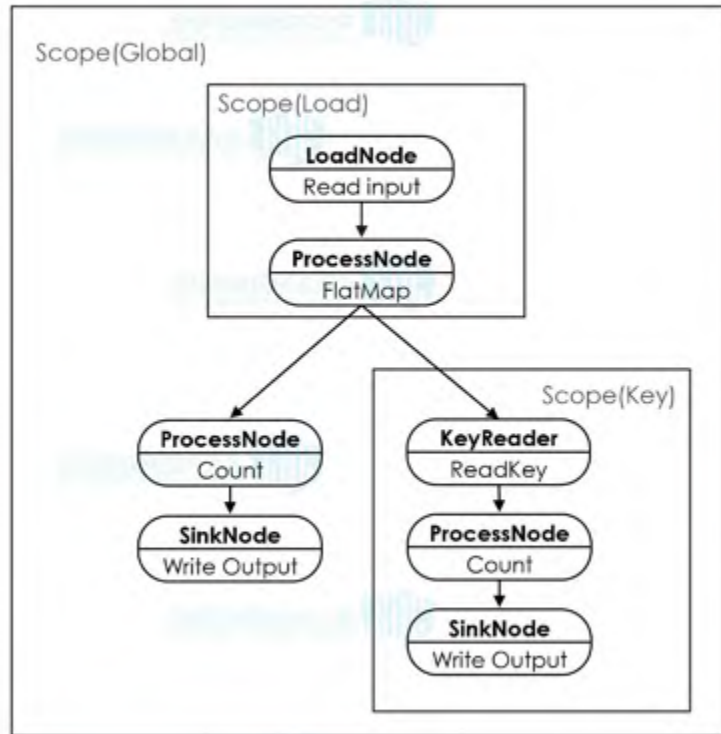 Scope(Global)
Scope(Load)
LoadNode
Read input
ProcessNode
FlatMap
Scope(Key)
ProcessNode
Count
SinkNode
Write Output
KeyReader
ReadKey
ProcessNode
Count
SinkNode
Write Output